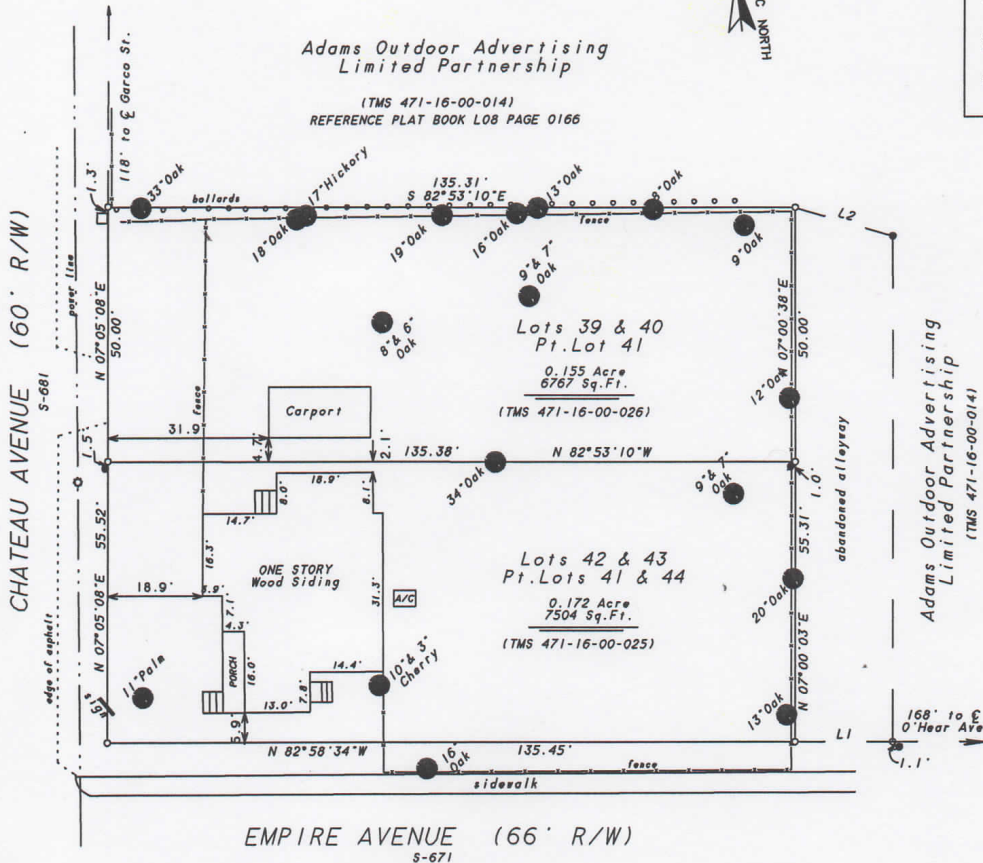 C NORTH
Adams Outdoor Advertising
Limited Partnership
(TMS 471-16-00-014)
REFERENCE PLAT BOOK L08 PAGE 0166
118' to ℄ Garco St.
1.3'
33"Oak
bollards
17"Hickory
135.31'
S 82°53'10"E
13"Oak
8"Oak
18"Oak
19"Oak
16"Oak
fence
9"Oak
L2
power line
CHATEAU AVENUE (60' R/W)
S-681
N 07°05'08"E
50.00'
fence
8"& 6"
Oak
9"& 7"
Oak
Lots 39 & 40
Pt.Lot 41
0.155 Acre
6767 Sq.Ft.
(TMS 471-16-00-026)
N 07°00'38"E
50.00'
12"Oak
Carport
31.9'
4.7'
2.1'
1.5'
135.38'
N 82°53'10"W
34"Oak
9"& 7"
Oak
1.0'
abandoned alleyway
Adams Outdoor Advertising
Limited Partnership
(TMS 471-16-00-014)
N 07°05'08"E
55.52'
18.9'
8.0'
8.1'
14.7'
16.3'
ONE STORY
Wood Siding
31.3'
A/C
Lots 42 & 43
Pt.Lots 41 & 44
0.172 Acre
7504 Sq.Ft.
(TMS 471-16-00-025)
N 07°00'03"E
55.31'
20"Oak
18.9'
3.9'
7.1'
4.3'
PORCH
16.0'
14.4'
7.8'
13.0'
10"& 3"
Cherry
edge of asphalt
sign
11"Palm
13"Oak
5.9'
N 82°58'34"W
135.45'
L1
168' to ℄
O'Hear Ave
1.1'
16"
Oak
fence
sidewalk
EMPIRE AVENUE (66' R/W)
S-671